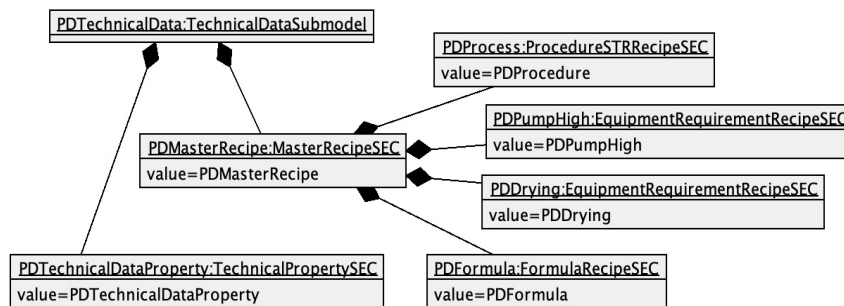 PDTechnicalData:TechnicalDataSubmodel
PDProcess:ProcedureSTRRecipeSEC
value=PDProcedure
PDPumpHigh:EquipmentRequirementRecipeSEC
value=PDPumpHigh
PDMasterRecipe:MasterRecipeSEC
value=PDMasterRecipe
PDDrying:EquipmentRequirementRecipeSEC
value=PDDrying
PDTechnicalDataProperty:TechnicalPropertySEC
value=PDTechnicalDataProperty
PDFormula:FormulaRecipeSEC
value=PDFormula